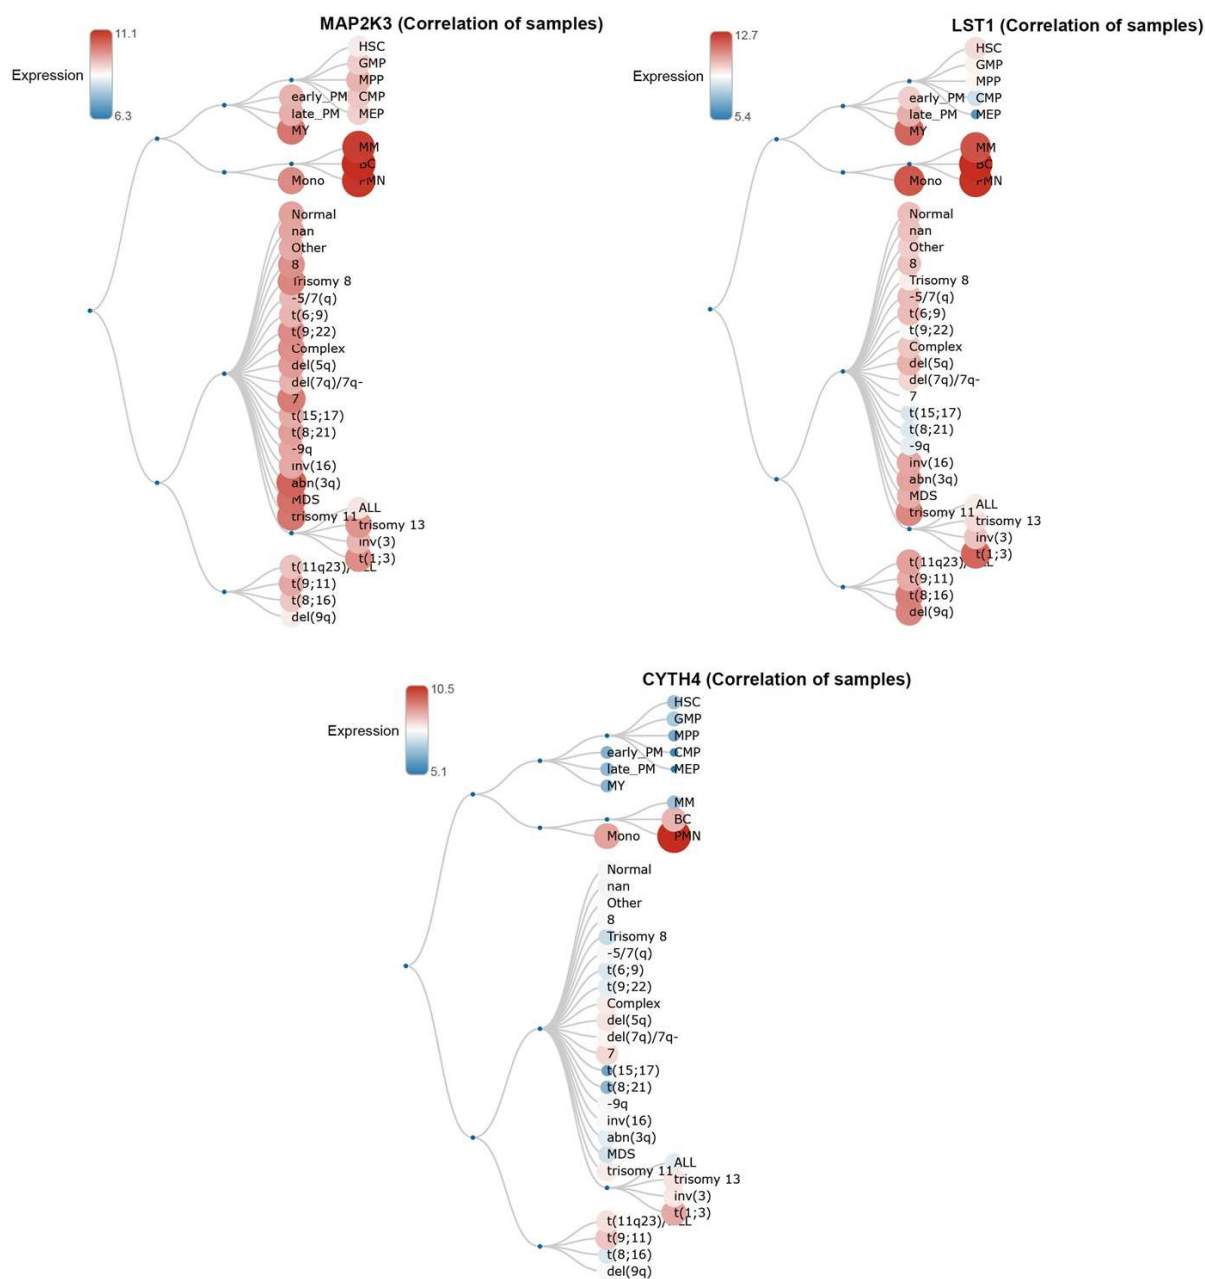 MAP2K3 (Correlation of samples)
11.1
Expression
6.3
HSC
GMP
MPP
early_PM
CMP
late_PM
MEP
MY
MM
BC
Mono
PMN
Normal
nan
Other
8
Trisomy 8
-5/7(q)
t(6;9)
t(9;22)
Complex
del(5q)
del(7q)/7q-
7
t(15;17)
t(8;21)
-9q
inv(16)
abn(3q)
MDS
trisomy 11
ALL
trisomy 13
inv(3)
t(1;3)
t(11q23)/
t(9;11)
t(8;16)
del(9q)
LST1 (Correlation of samples)
12.7
Expression
5.4
HSC
GMP
MPP
early_PM
CMP
late_PM
MEP
MY
MM
BC
Mono
PMN
Normal
nan
Other
8
Trisomy 8
-5/7(q)
t(6;9)
t(9;22)
Complex
del(5q)
del(7q)/7q-
7
t(15;17)
t(8;21)
-9q
inv(16)
abn(3q)
MDS
trisomy 11
ALL
trisomy 13
inv(3)
t(1;3)
t(11q23)/
t(9;11)
t(8;16)
del(9q)
CYTH4 (Correlation of samples)
10.5
Expression
5.1
HSC
GMP
MPP
early_PM
CMP
late_PM
MEP
MY
MM
BC
Mono
PMN
Normal
nan
Other
8
Trisomy 8
-5/7(q)
t(6;9)
t(9;22)
Complex
del(5q)
del(7q)/7q-
7
t(15;17)
t(8;21)
-9q
inv(16)
abn(3q)
MDS
trisomy 11
ALL
trisomy 13
inv(3)
t(1;3)
t(11q23)/
t(9;11)
t(8;16)
del(9q)